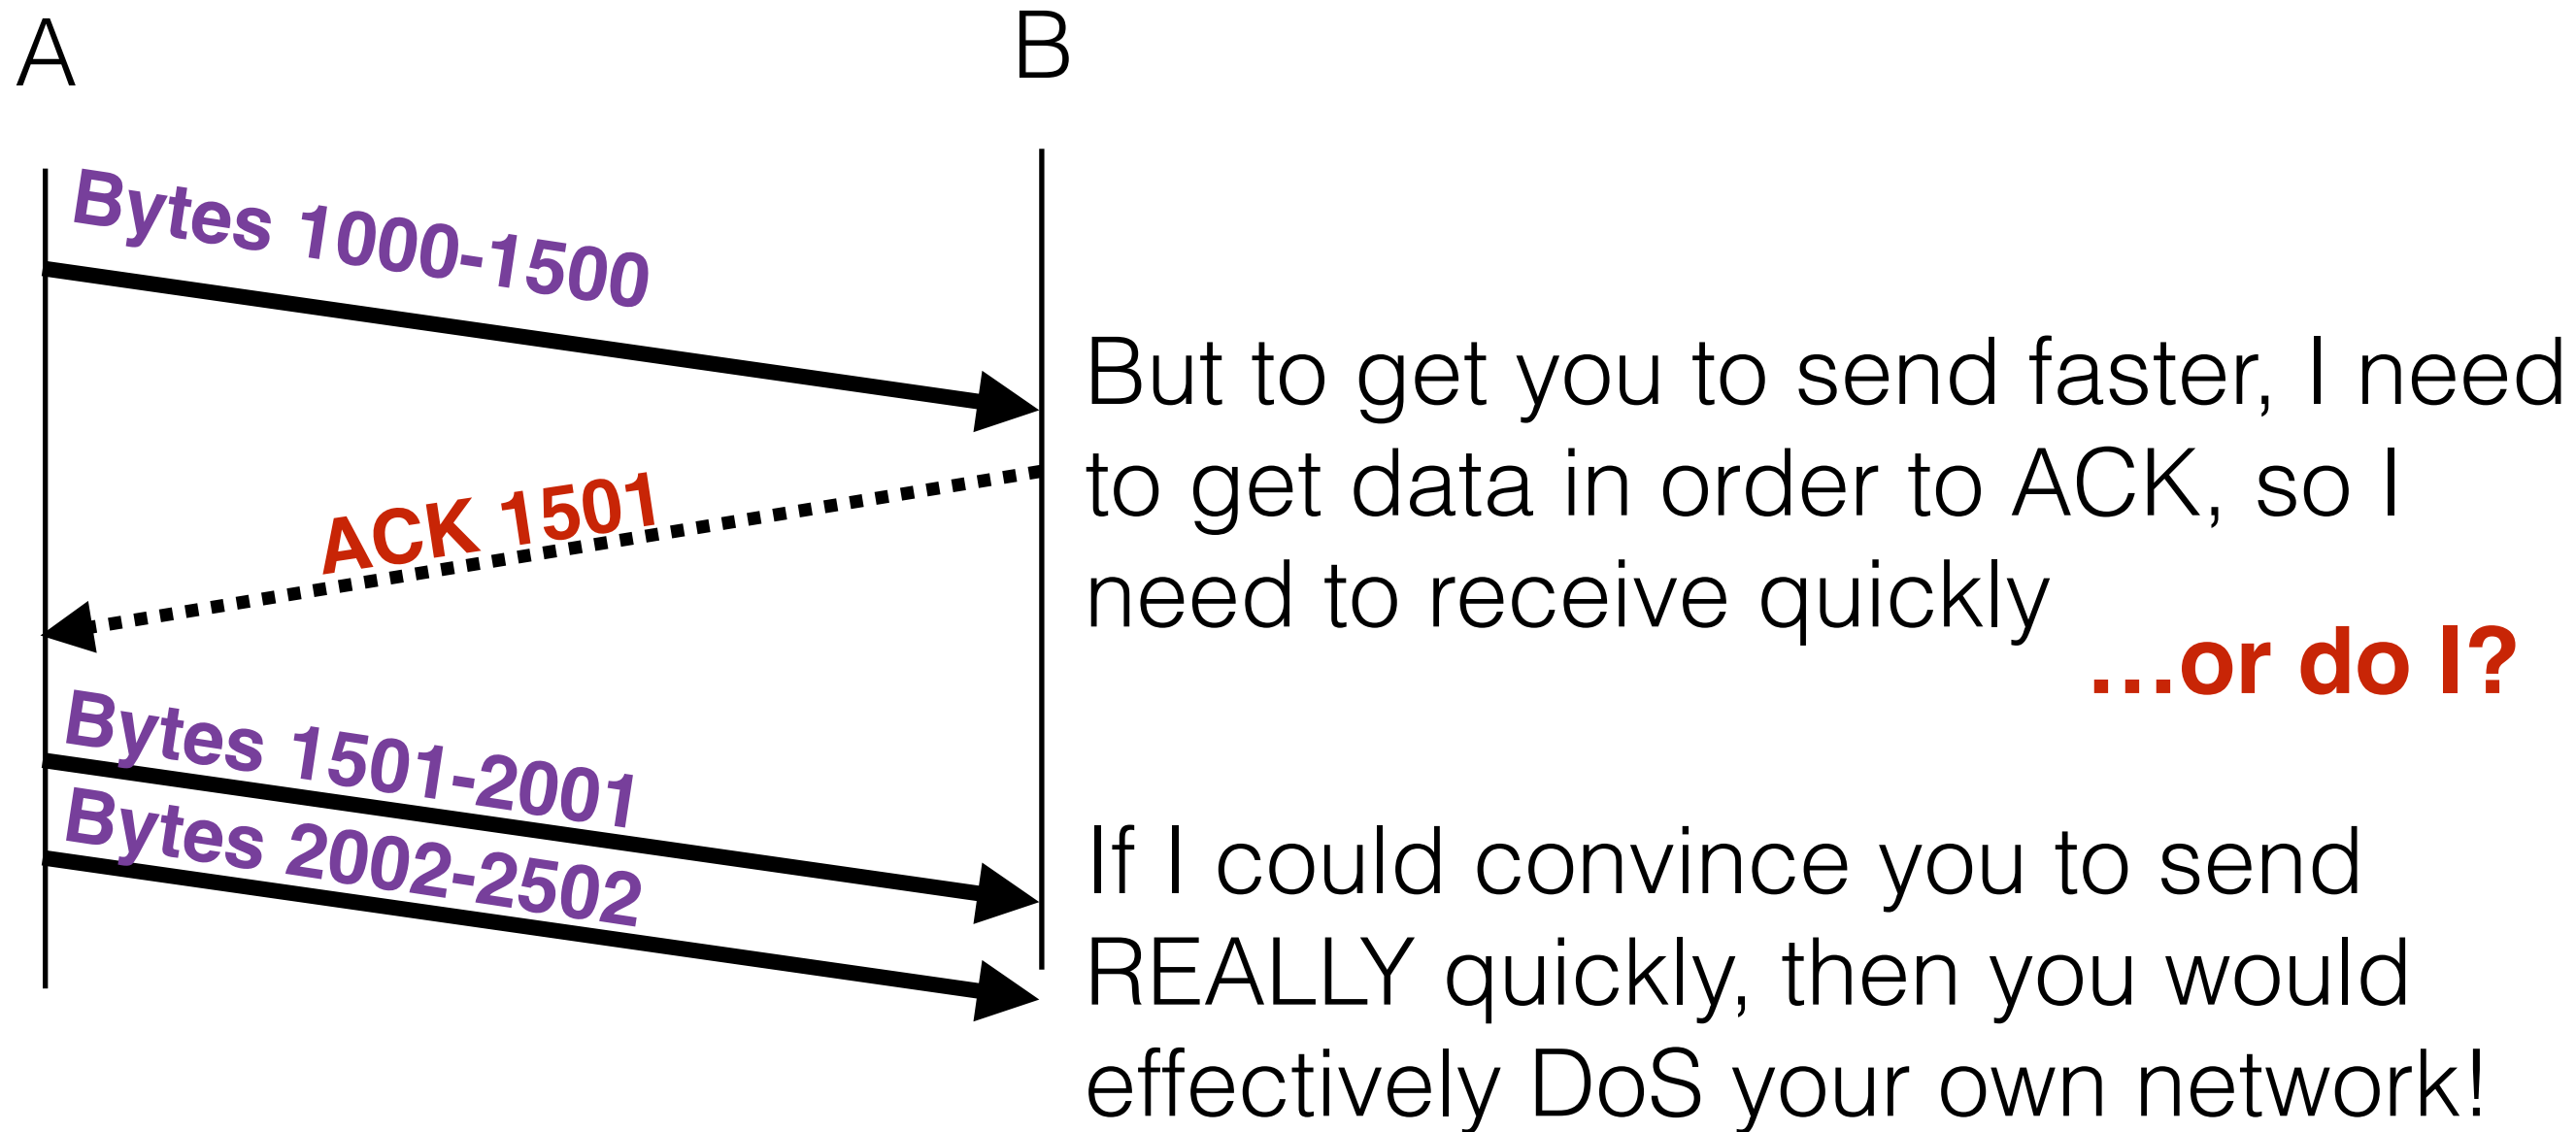 A
B
Bytes 1000-1500
But to get you to send faster, I need
to get data in order to ACK, so I
need to receive quickly
…or do I?
ACK 1501
Bytes 1501-2001
Bytes 2002-2502
If I could convince you to send
REALLY quickly, then you would
effectively DoS your own network!